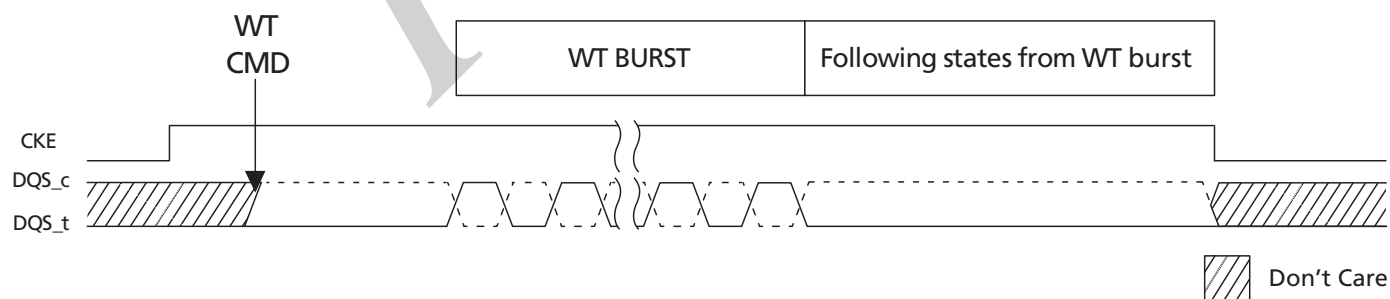 WT
CMD
WT BURST
Following states from WT burst
CKE
DQS_c
DQS_t
Don't Care